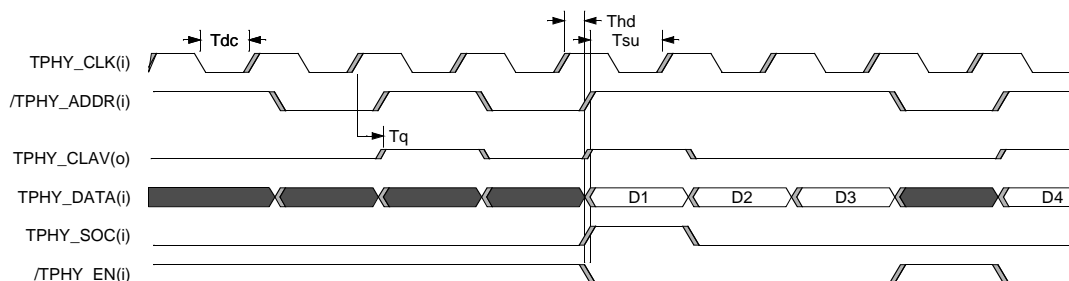 Thd
Tdc
Tsu
TPHY_CLK(i)
/TPHY_ADDR(i)
Tq
TPHY_CLAV(o)
TPHY_DATA(i)
D1
D2
D3
D4
TPHY_SOC(i)
/TPHY_EN(i)